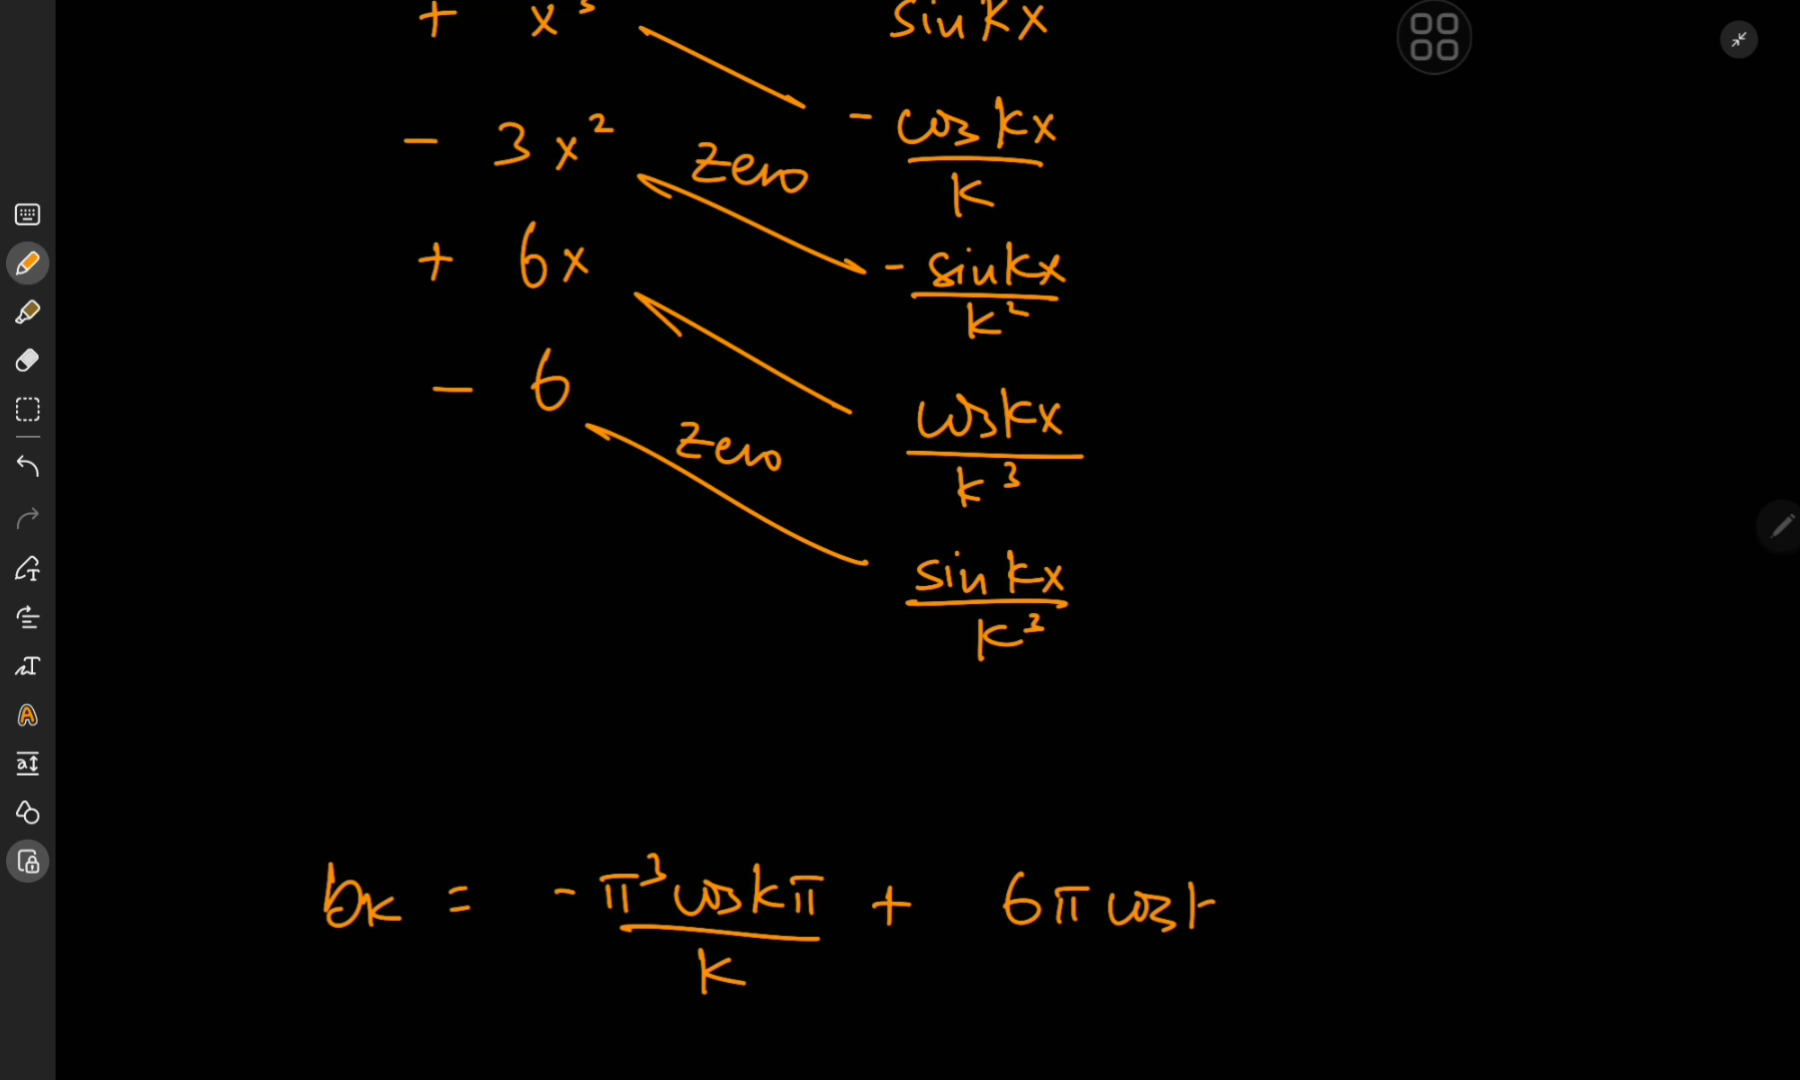 + x³ sin kx
- 3x² zero - cos kx / k
+ 6x - sin kx / k²
- 6 zero cos kx / k³
sin kx / k³
bk = - π³ cos kπ / k + 6π cos